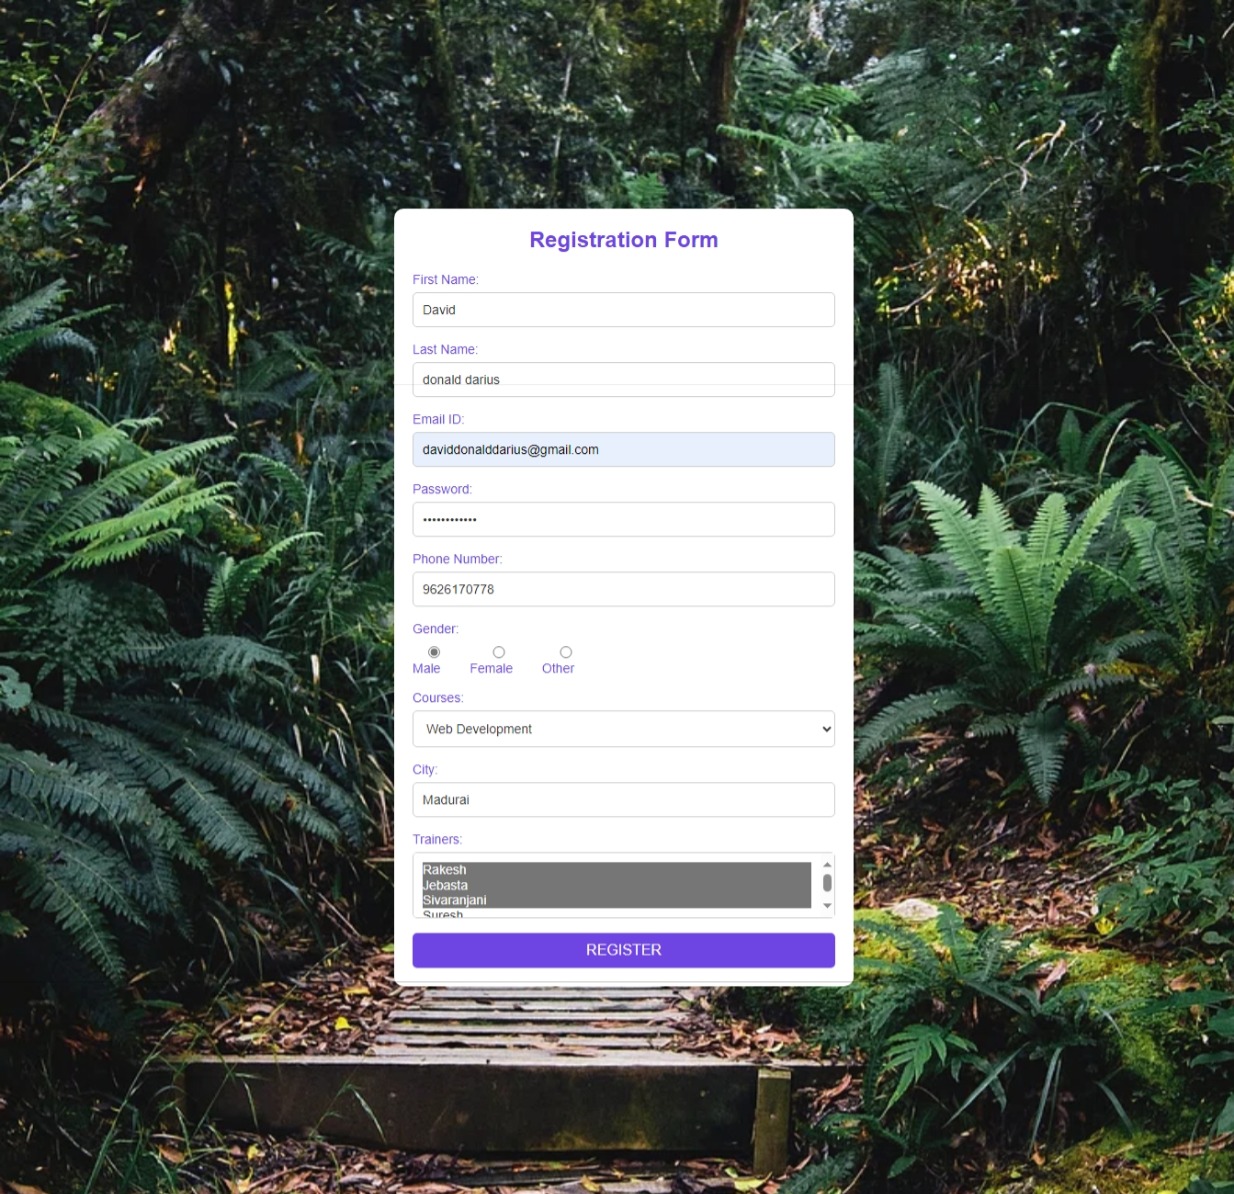 Registration Form
First Name:
David
Last Name:
donald darius
Email ID:
daviddonalddarius@gmail.com
Password:
••••••••••••
Phone Number:
9626170778
Gender:
Male Female Other
Courses:
Web Development
City:
Madurai
Trainers:
Rakesh
Jebasta
Sivaranjani
Suresh
REGISTER